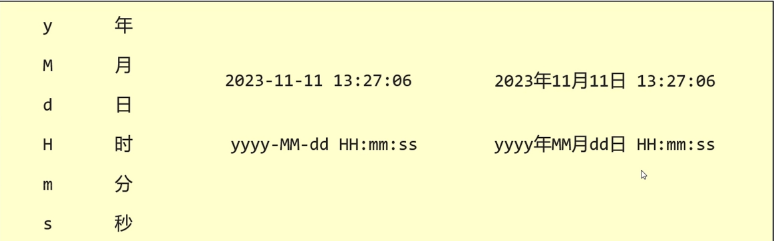 y 年
M 月
2023-11-11 13:27:06 2023年11月11日 13:27:06
d 日
H 时 yyyy-MM-dd HH:mm:ss yyyy年MM月dd日 HH:mm:ss
m 分
s 秒